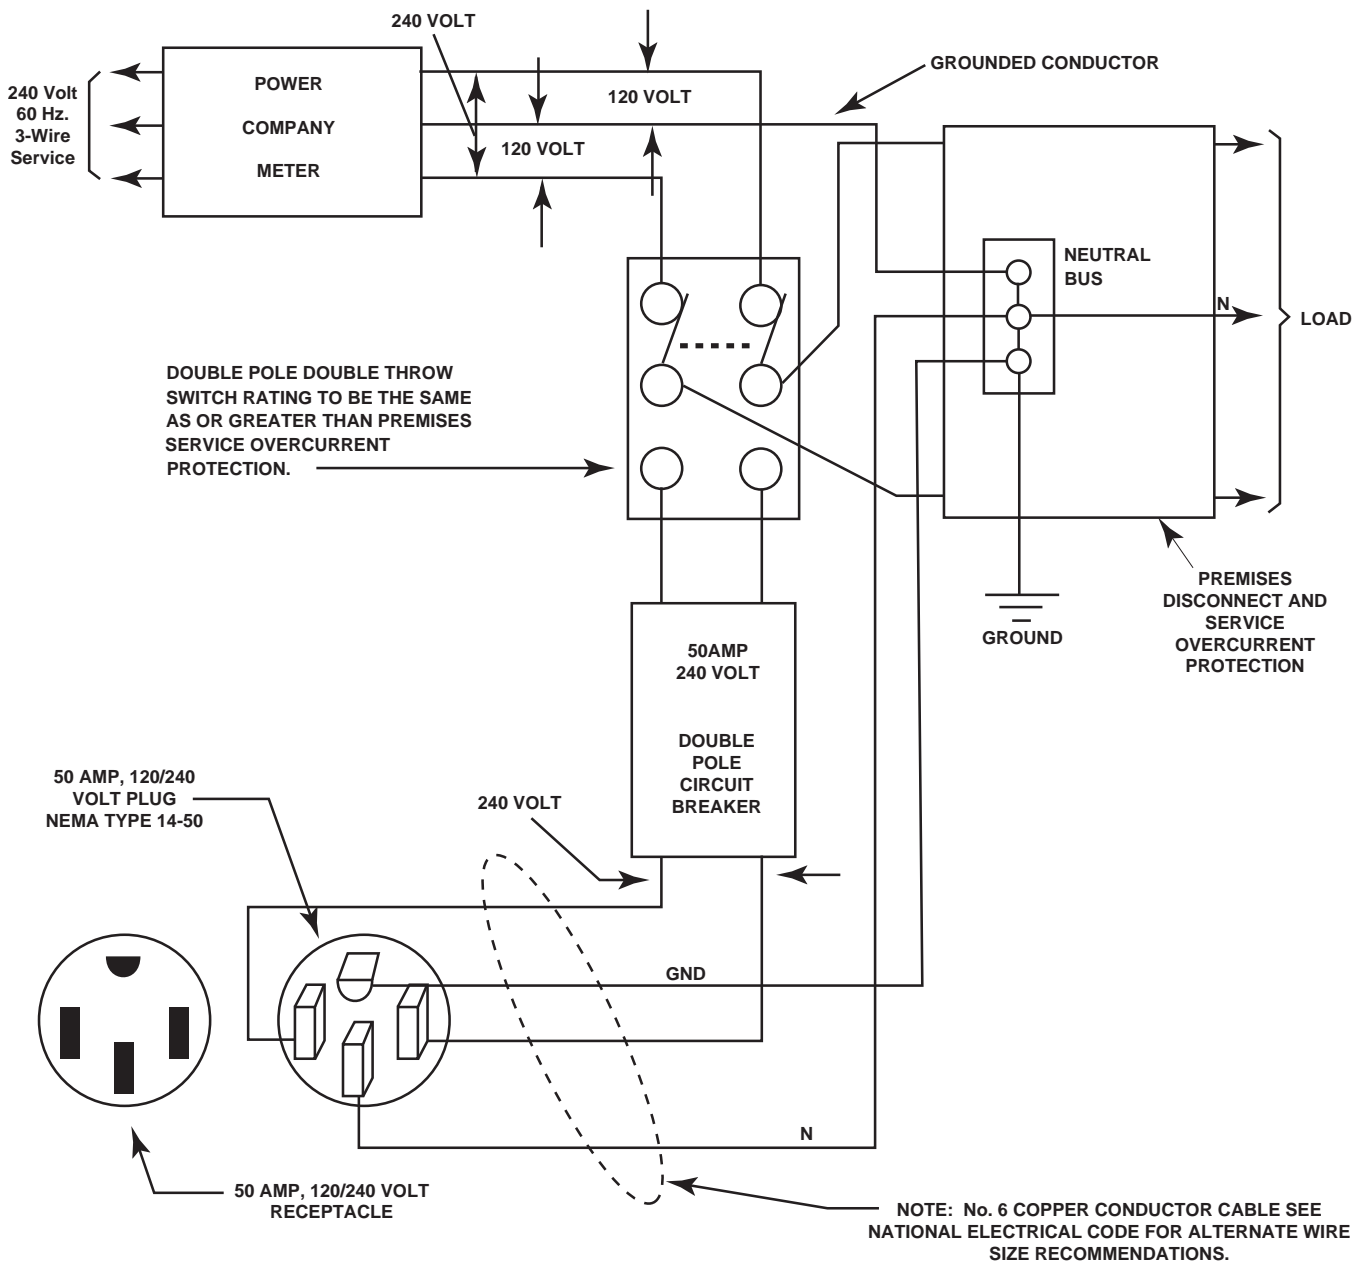 240 VOLT
GROUNDED CONDUCTOR
240 Volt
60 Hz.
3-Wire
Service
POWER
COMPANY
METER
120 VOLT
120 VOLT
NEUTRAL
BUS
N
LOAD
DOUBLE POLE DOUBLE THROW
SWITCH RATING TO BE THE SAME
AS OR GREATER THAN PREMISES
SERVICE OVERCURRENT
PROTECTION.
GROUND
PREMISES
DISCONNECT AND
SERVICE
OVERCURRENT
PROTECTION
50AMP
240 VOLT
DOUBLE
POLE
CIRCUIT
BREAKER
50 AMP, 120/240
VOLT PLUG
NEMA TYPE 14-50
240 VOLT
GND
N
50 AMP, 120/240 VOLT
RECEPTACLE
NOTE: No. 6 COPPER CONDUCTOR CABLE SEE
NATIONAL ELECTRICAL CODE FOR ALTERNATE WIRE
SIZE RECOMMENDATIONS.